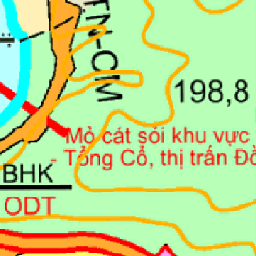 TN-CM
198,8
Mỏ cát sỏi khu vực
- Tổng Cổ, thị trấn Đồ
BHK
ODT